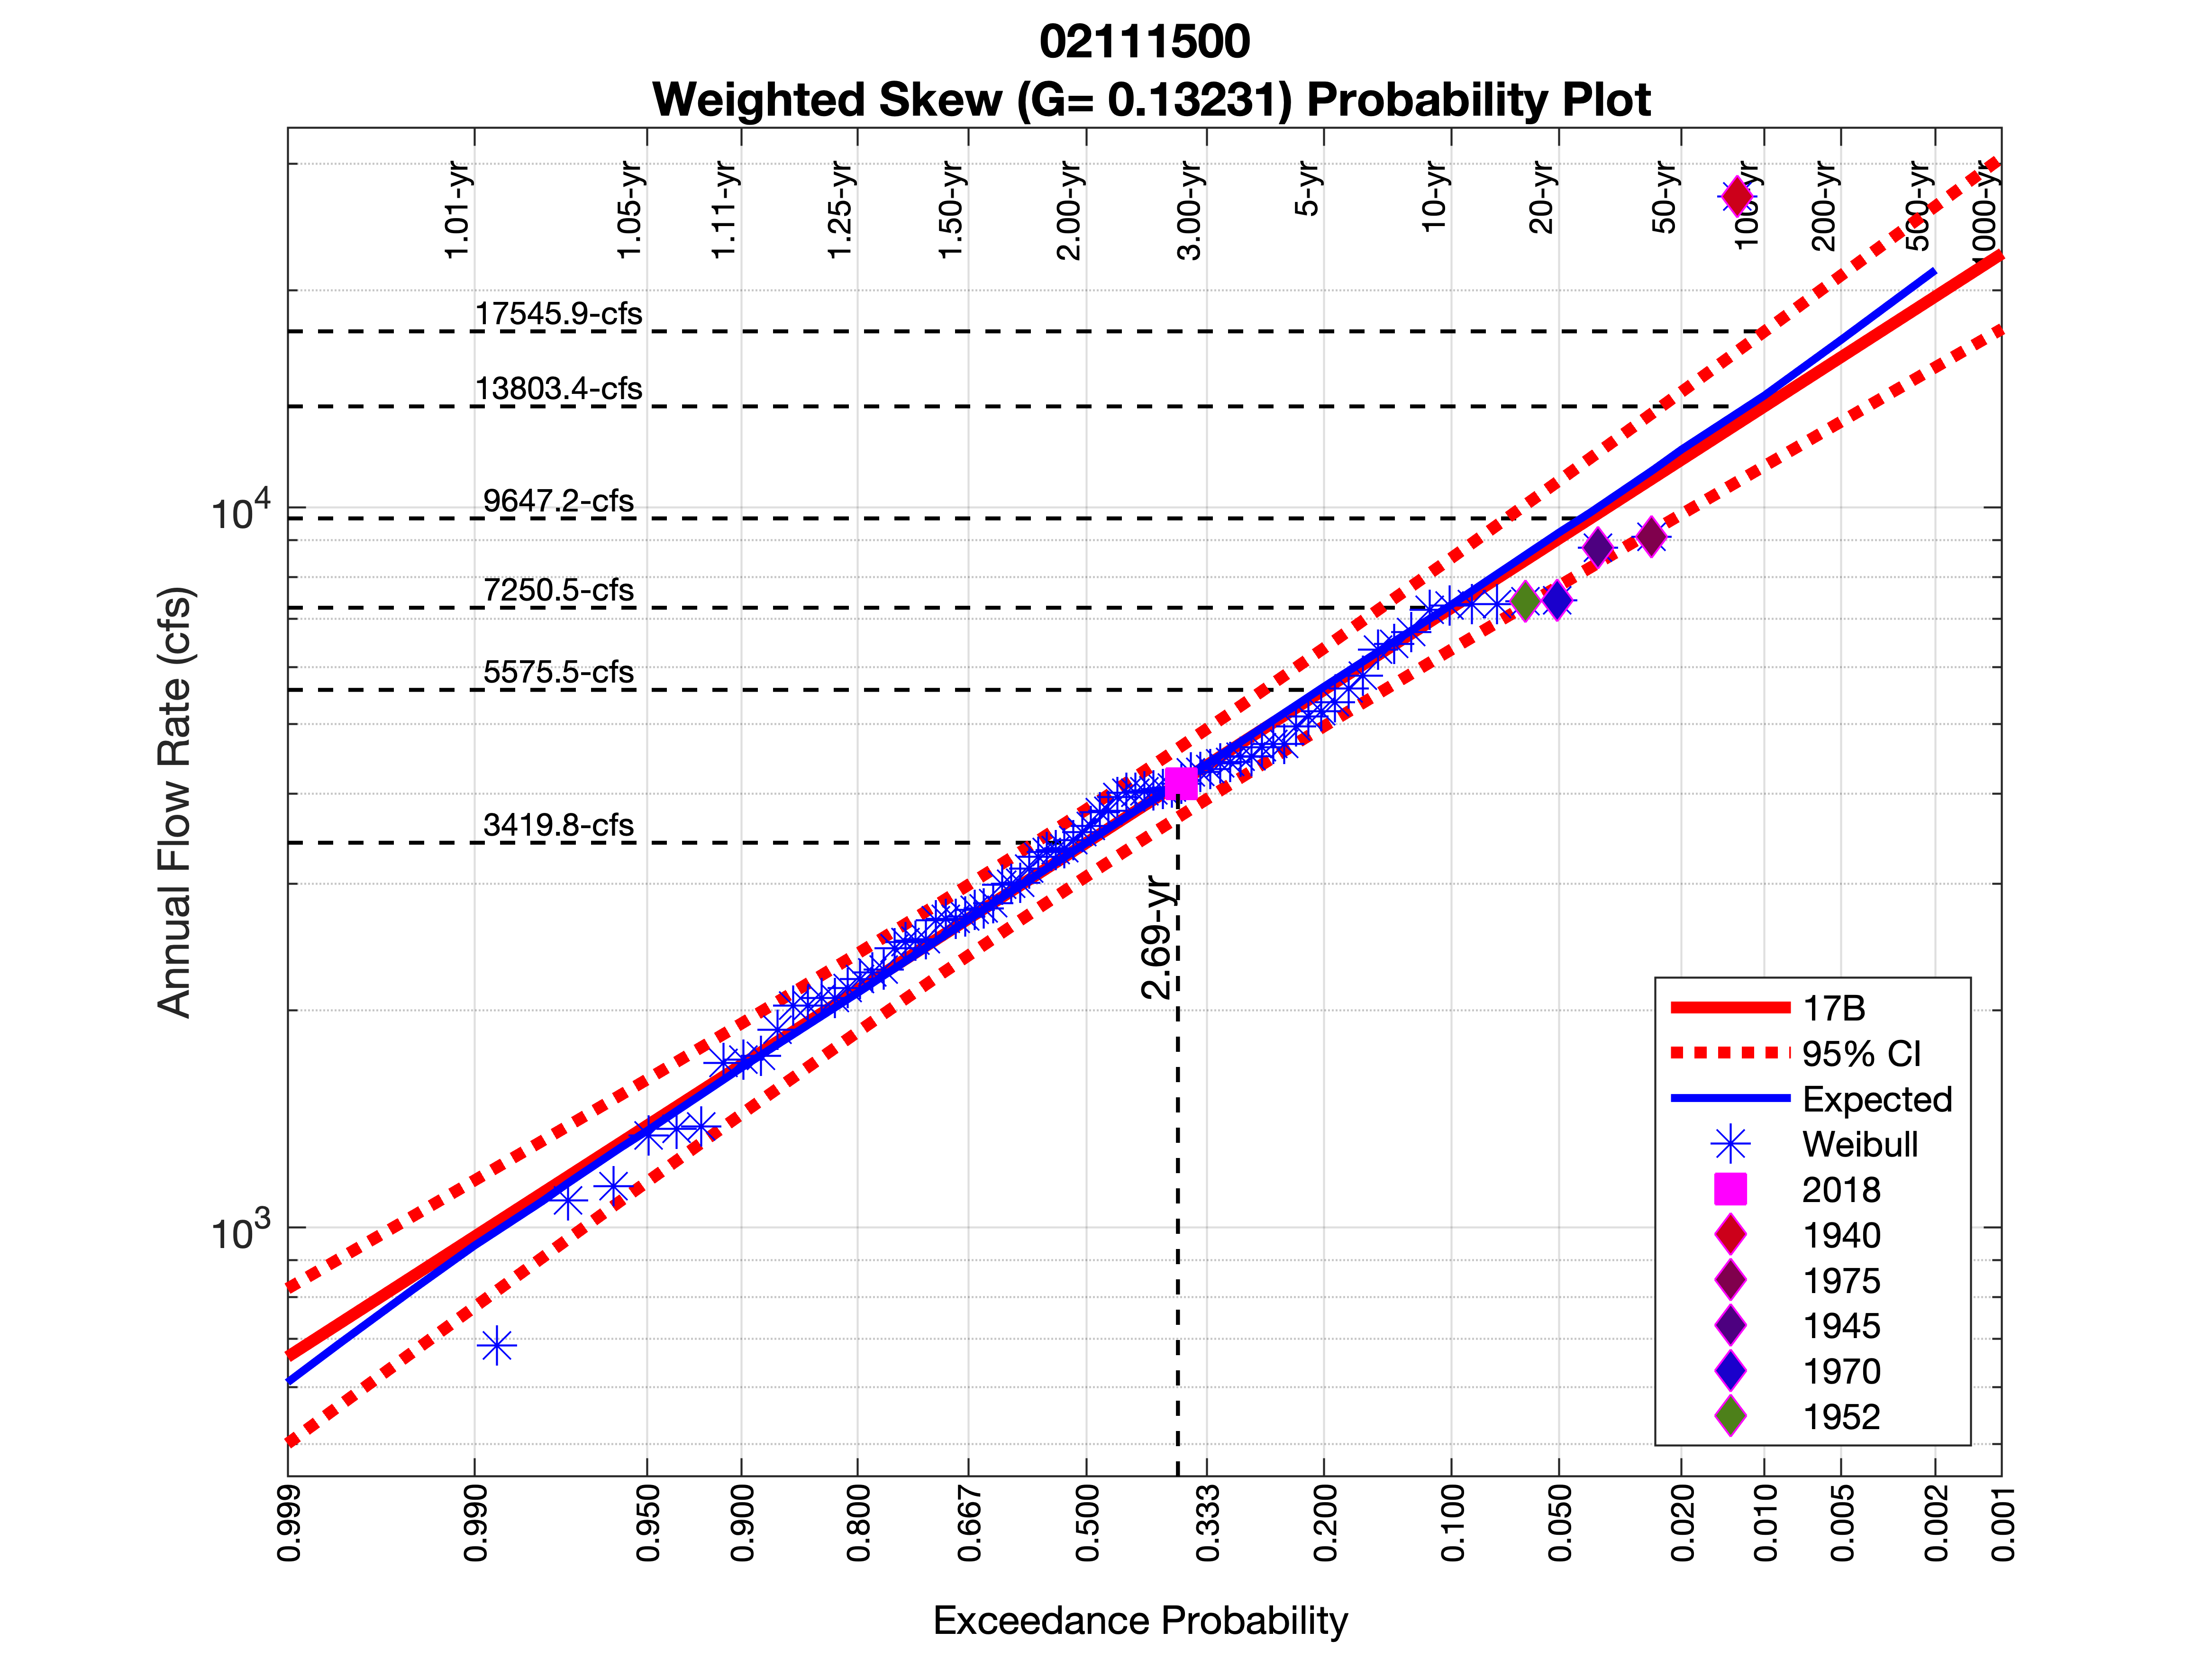 02111500
Weighted Skew (G= 0.13231) Probability Plot
1.01-yr
1.05-yr
1.11-yr
1.25-yr
1.50-yr
2.00-yr
3.00-yr
5-yr
10-yr
20-yr
50-yr
100-yr
200-yr
500-yr
1000-yr
17545.9-cfs
13803.4-cfs
9647.2-cfs
7250.5-cfs
5575.5-cfs
3419.8-cfs
2.69-yr
10⁴
10³
Annual Flow Rate (cfs)
17B
95% CI
Expected
Weibull
2018
1940
1975
1945
1970
1952
0.999
0.990
0.950
0.900
0.800
0.667
0.500
0.333
0.200
0.100
0.050
0.020
0.010
0.005
0.002
0.001
Exceedance Probability